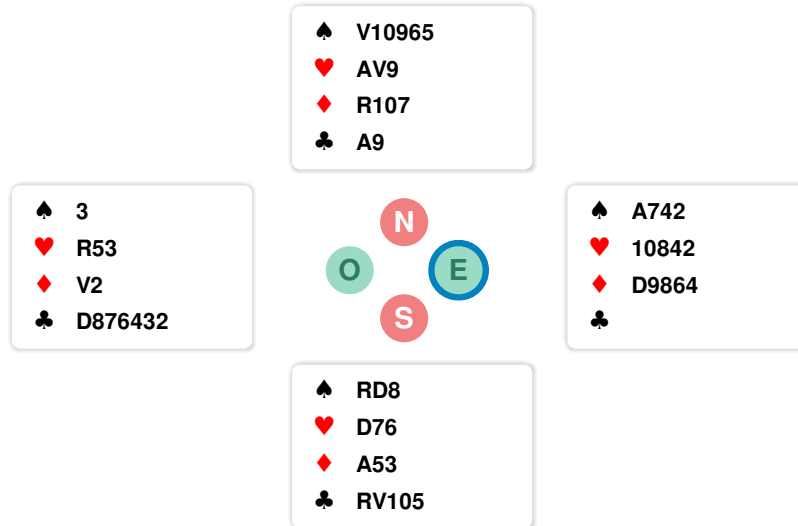 ♠ V10965
♥ AV9
♦ R107
♣ A9
♠ 3
♥ R53
♦ V2
♣ D876432
N
O
E
S
♠ A742
♥ 10842
♦ D9864
♣
♠ RD8
♥ D76
♦ A53
♣ RV105